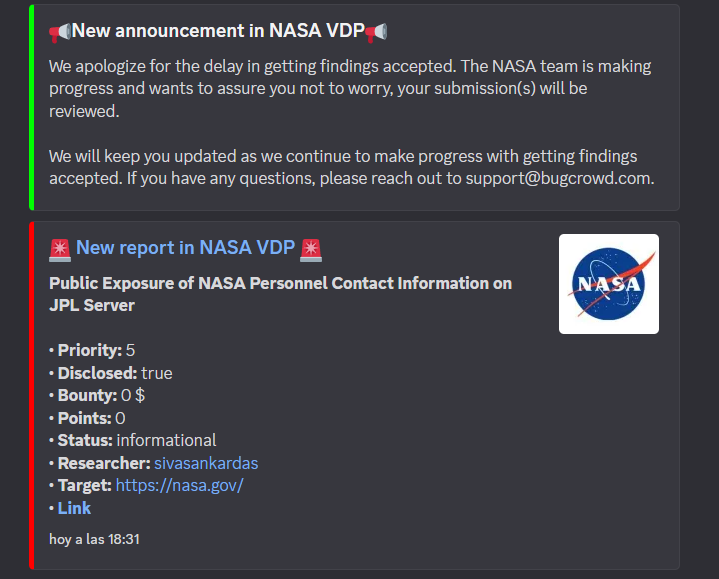 New announcement in NASA VDP
We apologize for the delay in getting findings accepted. The NASA team is making
progress and wants to assure you not to worry, your submission(s) will be
reviewed.
We will keep you updated as we continue to make progress with getting findings
accepted. If you have any questions, please reach out to support@bugcrowd.com.
New report in NASA VDP
NASA
Public Exposure of NASA Personnel Contact Information on
JPL Server
• Priority: 5
• Disclosed: true
• Bounty: 0 $
• Points: 0
• Status: informational
• Researcher: sivasankardas
• Target: https://nasa.gov/
• Link
hoy a las 18:31